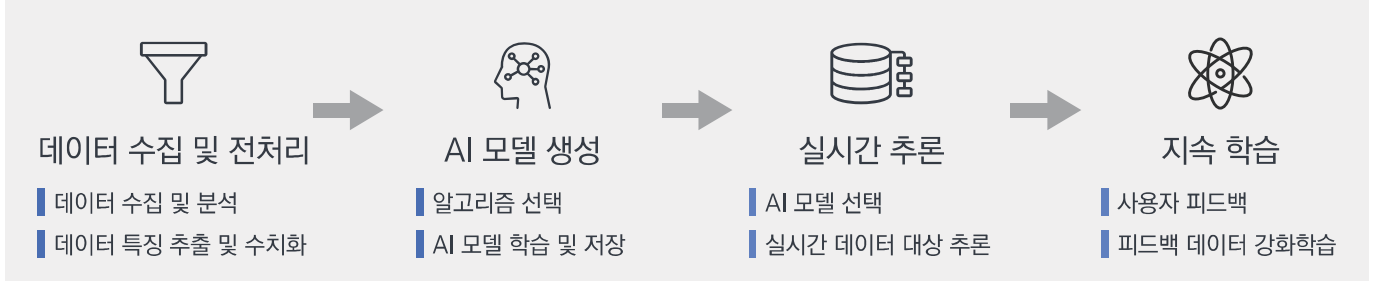 데이터 수집 및 전처리
데이터 수집 및 분석
데이터 특징 추출 및 수치화
AI 모델 생성
알고리즘 선택
AI 모델 학습 및 저장
실시간 추론
AI 모델 선택
실시간 데이터 대상 추론
지속 학습
사용자 피드백
피드백 데이터 강화학습